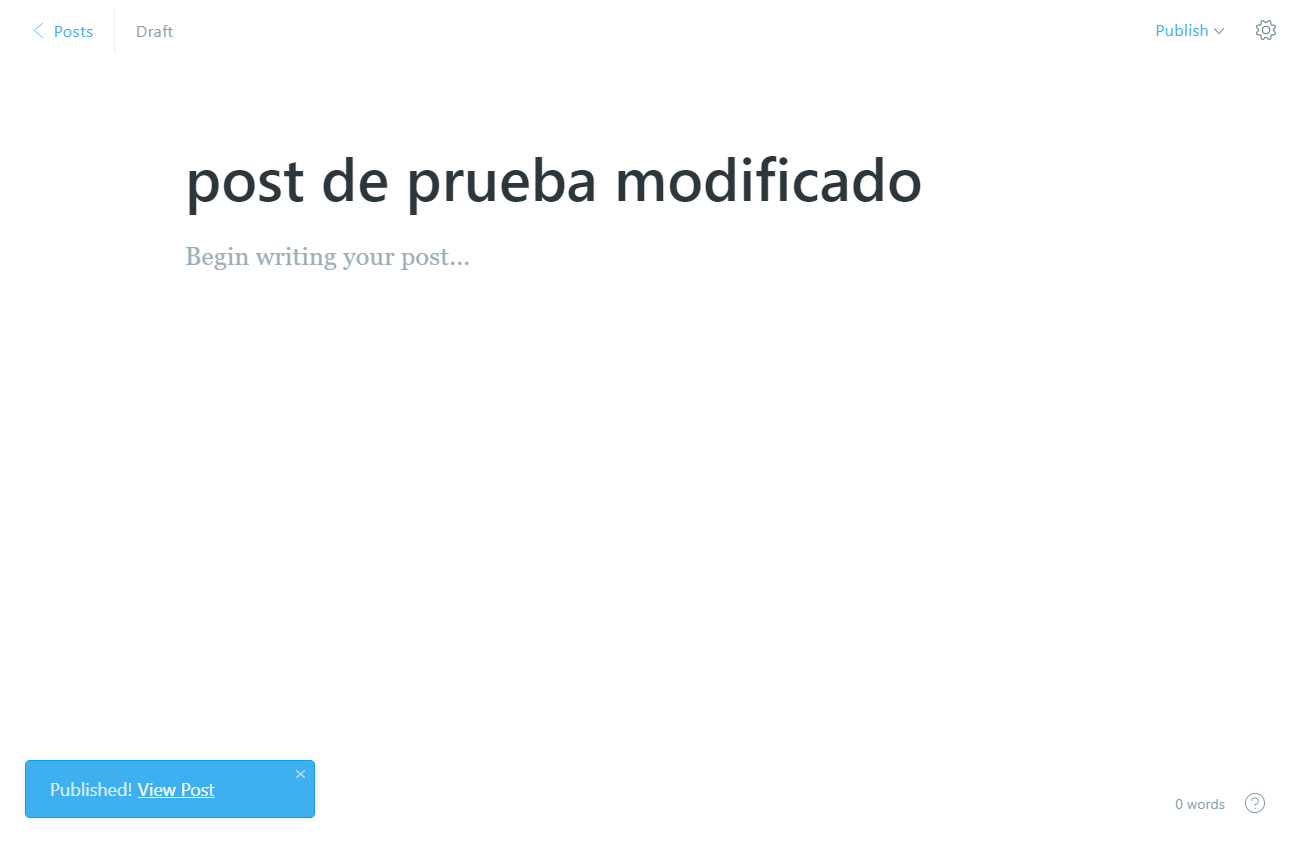 Posts
Draft
Publish
post de prueba modificado
Begin writing your post...
Published! View Post
0 words
?